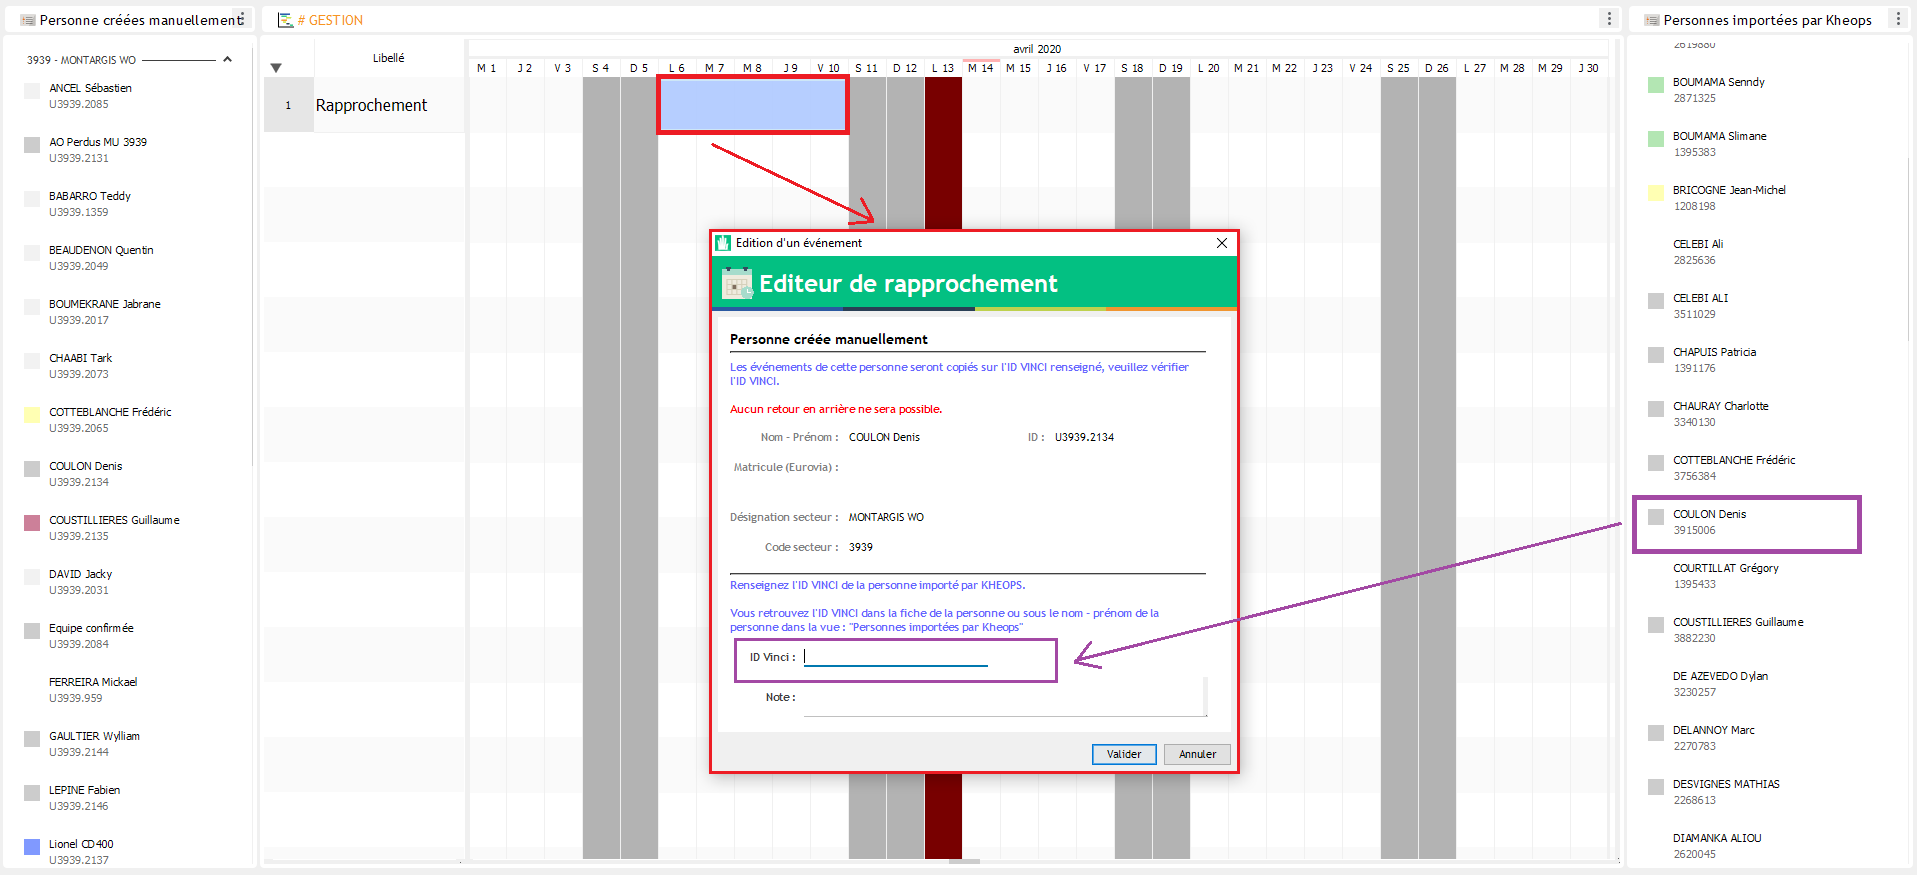 Personne créées manuellement
3939 - MONTARGIS WO
ANCEL Sébastien
U3939.2085
AO Perdus MU 3939
U3939.2131
BABARRO Teddy
U3939.1359
BEAUDENON Quentin
U3939.2049
BOUMEKRANE Jabrane
U3939.2017
CHAABI Tark
U3939.2073
COTTEBLANCHE Frédéric
U3939.2065
COULON Denis
U3939.2134
COUSTILLIERES Guillaume
U3939.2135
DAVID Jacky
U3939.2031
Equipe confirmée
U3939.2084
FERREIRA Mickael
U3939.959
GAULTIER Wylliam
U3939.2144
LEPINE Fabien
U3939.2146
Lionel CD400
U3939.2137
# GESTION
avril 2020
Libellé
M 1 J 2 V 3 S 4 D 5 L 6 M 7 M 8 J 9 V 10 S 11 D 12 L 13 M 14 M 15 J 16 V 17 S 18 D 19 L 20 M 21 M 22 J 23 V 24 S 25 D 26 L 27 M 28 M 29 J 30
1 Rapprochement
Edition d'un événement
Editeur de rapprochement
Personne créée manuellement
Les événements de cette personne seront copiés sur l'ID VINCI renseigné, veuillez vérifier
l'ID VINCI.
Aucun retour en arrière ne sera possible.
Nom - Prénom : COULON Denis ID : U3939.2134
Matricule (Eurovia) :
Désignation secteur : MONTARGIS WO
Code secteur : 3939
Renseignez l'ID VINCI de la personne importé par KHEOPS.
Vous retrouvez l'ID VINCI dans la fiche de la personne ou sous le nom - prénom de la
personne dans la vue : "Personnes importées par Kheops"
ID Vinci :
Note :
Valider Annuler
Personnes importées par Kheops
2619880
BOUMAMA Senndy
2871325
BOUMAMA Slimane
1395383
BRICOGNE Jean-Michel
1208198
CELEBI Ali
2825636
CELEBI ALI
3511029
CHAPUIS Patricia
1391176
CHAURAY Charlotte
3340130
COTTEBLANCHE Frédéric
3756384
COULON Denis
3915006
COURTILLAT Grégory
1395433
COUSTILLIERES Guillaume
3882230
DE AZEVEDO Dylan
3230257
DELANNOY Marc
2270783
DESVIGNES MATHIAS
2268613
DIAMANKA ALIOU
2620045